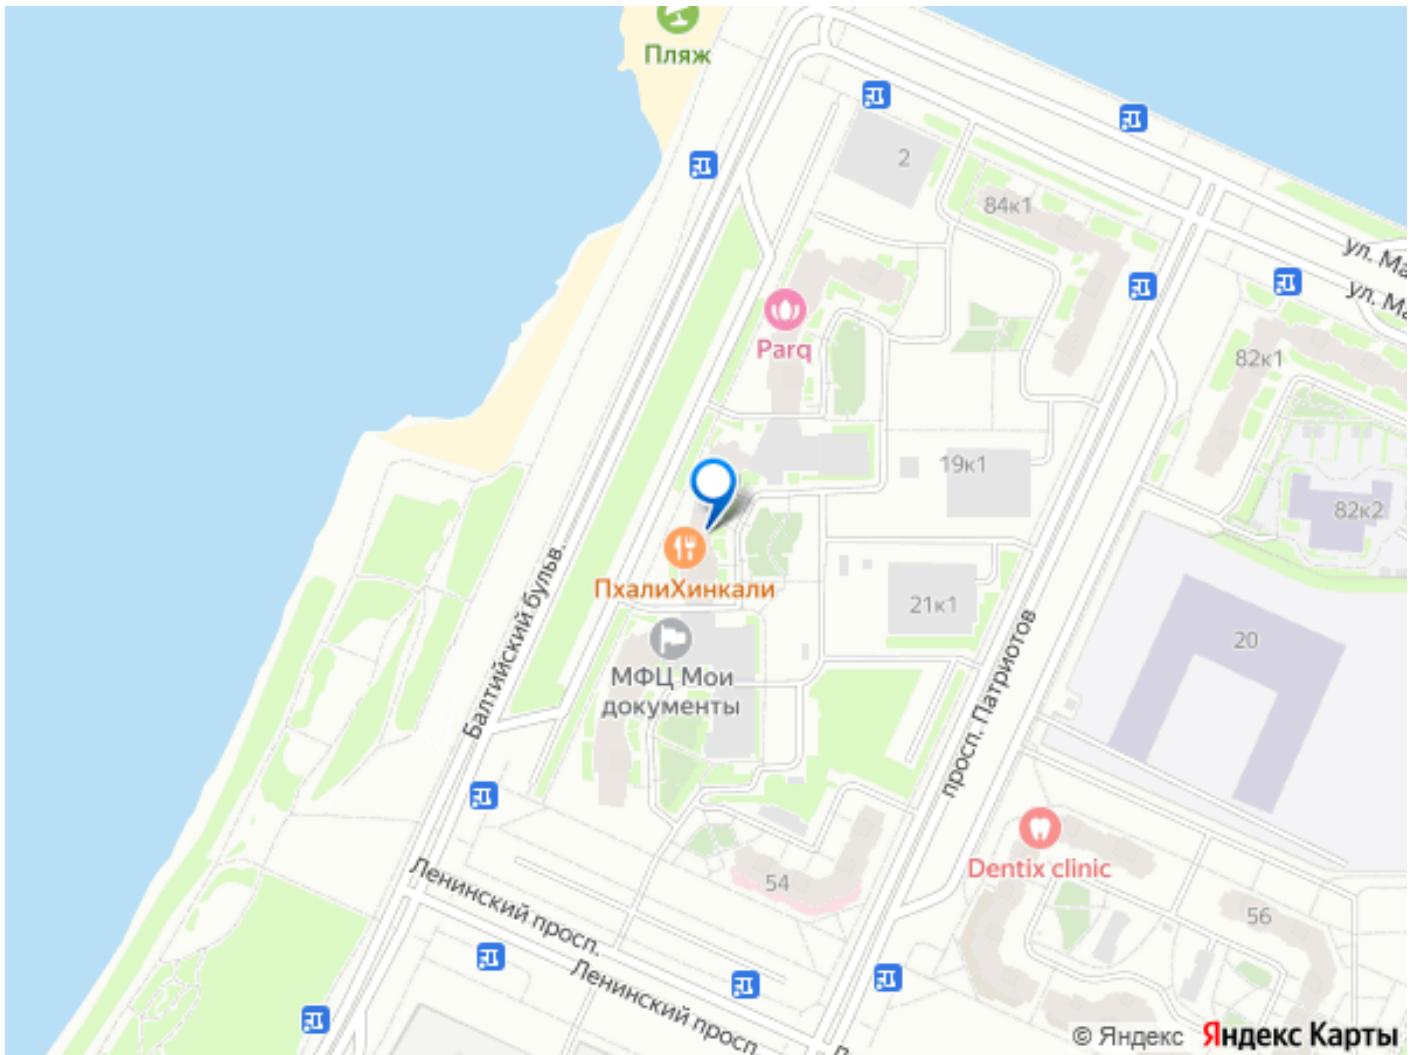 Пляж
2
84к1
ул. Ма
ул. Ма
Parq
82к1
19к1
82к2
ПхалиХинкали
Балтийский бульв.
21к1
просп. Патриотов
20
МФЦ Мои
документы
Dentix clinic
54
56
Ленинский просп.
Ленинский просп.
© Яндекс Яндекс Карты